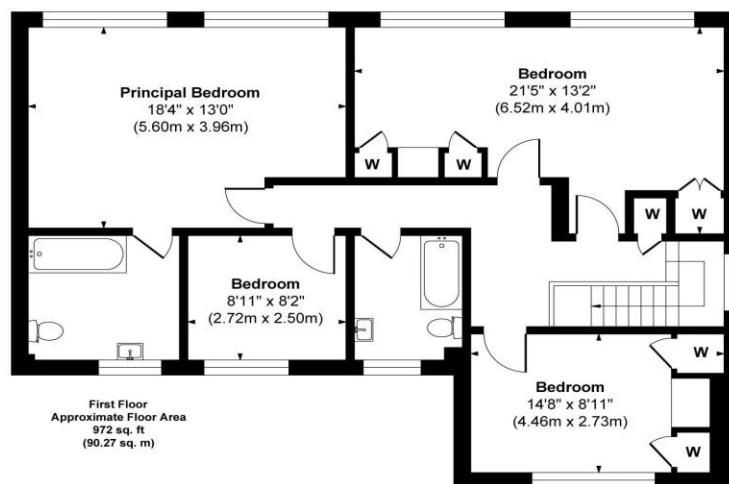 Principal Bedroom
18'4" x 13'0"
(5.60m x 3.96m)
Bedroom
21'5" x 13'2"
(6.52m x 4.01m)
W
W
W
W
Bedroom
8'11" x 8'2"
(2.72m x 2.50m)
Bedroom
14'8" x 8'11"
(4.46m x 2.73m)
W
W
First Floor
Approximate Floor Area
972 sq. ft
(90.27 sq. m)